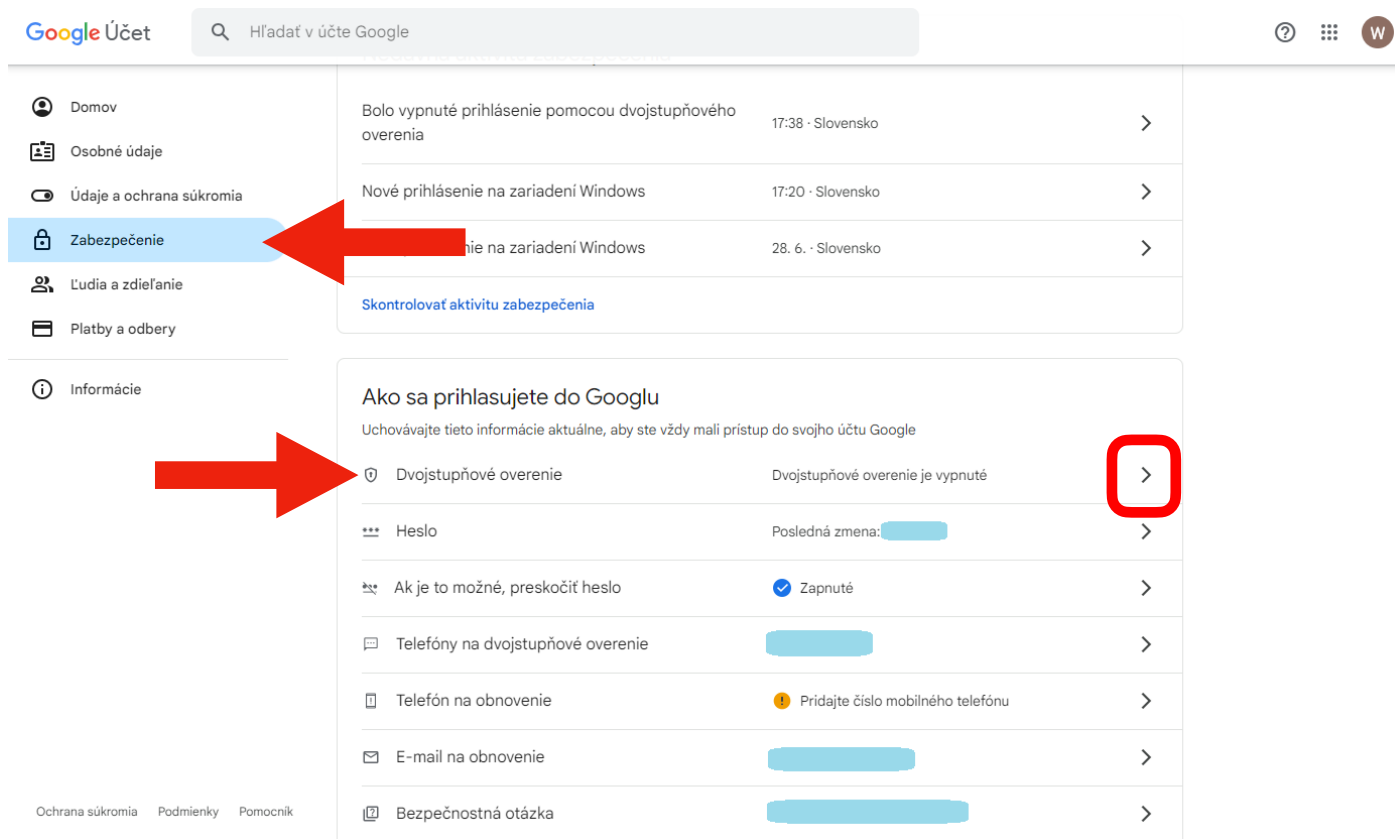 Google Účet
Hľadať v účte Google
W
Domov
Osobné údaje
Údaje a ochrana súkromia
Zabezpečenie
Ľudia a zdieľanie
Platby a odbery
Informácie
Bolo vypnuté prihlásenie pomocou dvojstupňového
overenia
17:38 · Slovensko
Nové prihlásenie na zariadení Windows
17:20 · Slovensko
na zariadení Windows
28. 6. · Slovensko
Skontrolovať aktivitu zabezpečenia
Ako sa prihlasujete do Googlu
Uchovávajte tieto informácie aktuálne, aby ste vždy mali prístup do svojho účtu Google
Dvojstupňové overenie
Dvojstupňové overenie je vypnuté
Heslo
Posledná zmena:
Ak je to možné, preskočiť heslo
Zapnuté
Telefóny na dvojstupňové overenie
Telefón na obnovenie
Pridajte číslo mobilného telefónu
E-mail na obnovenie
Bezpečnostná otázka
Ochrana súkromia Podmienky Pomocník